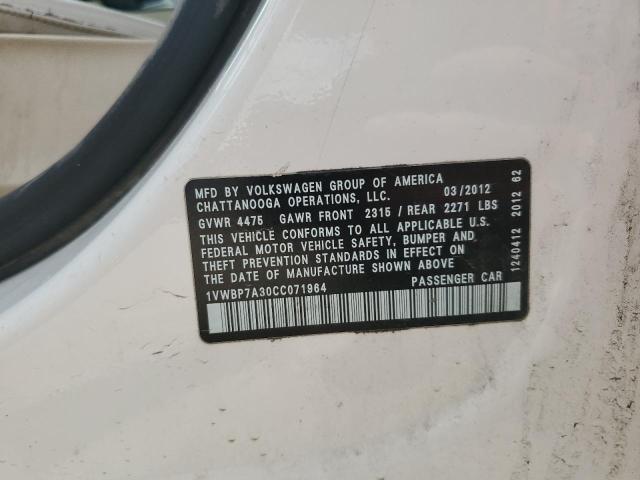 MFD BY VOLKSWAGEN GROUP OF AMERICA
CHATTANOOGA OPERATIONS, LLC. 03/2012
GVWR 4475 GAWR FRONT 2315 / REAR 2271 LBS
THIS VEHICLE CONFORMS TO ALL APPLICABLE U.S.
FEDERAL MOTOR VEHICLE SAFETY, BUMPER AND
THEFT PREVENTION STANDARDS IN EFFECT ON
THE DATE OF MANUFACTURE SHOWN ABOVE
1VWBP7A30CC071964 PASSENGER CAR
1240412 2012 62